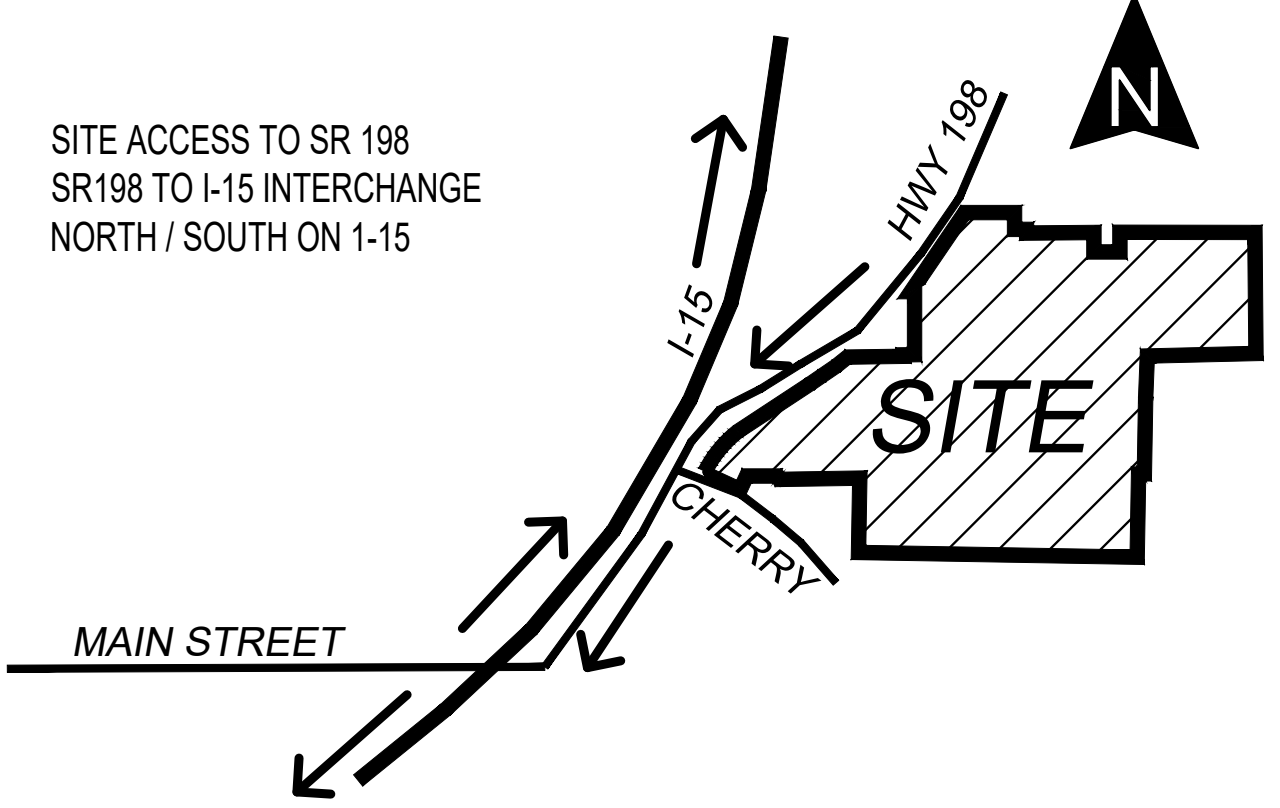 N
HWY 198
SITE ACCESS TO SR 198
SR198 TO I-15 INTERCHANGE
NORTH / SOUTH ON 1-15
I-15
SITE
CHERRY
MAIN STREET